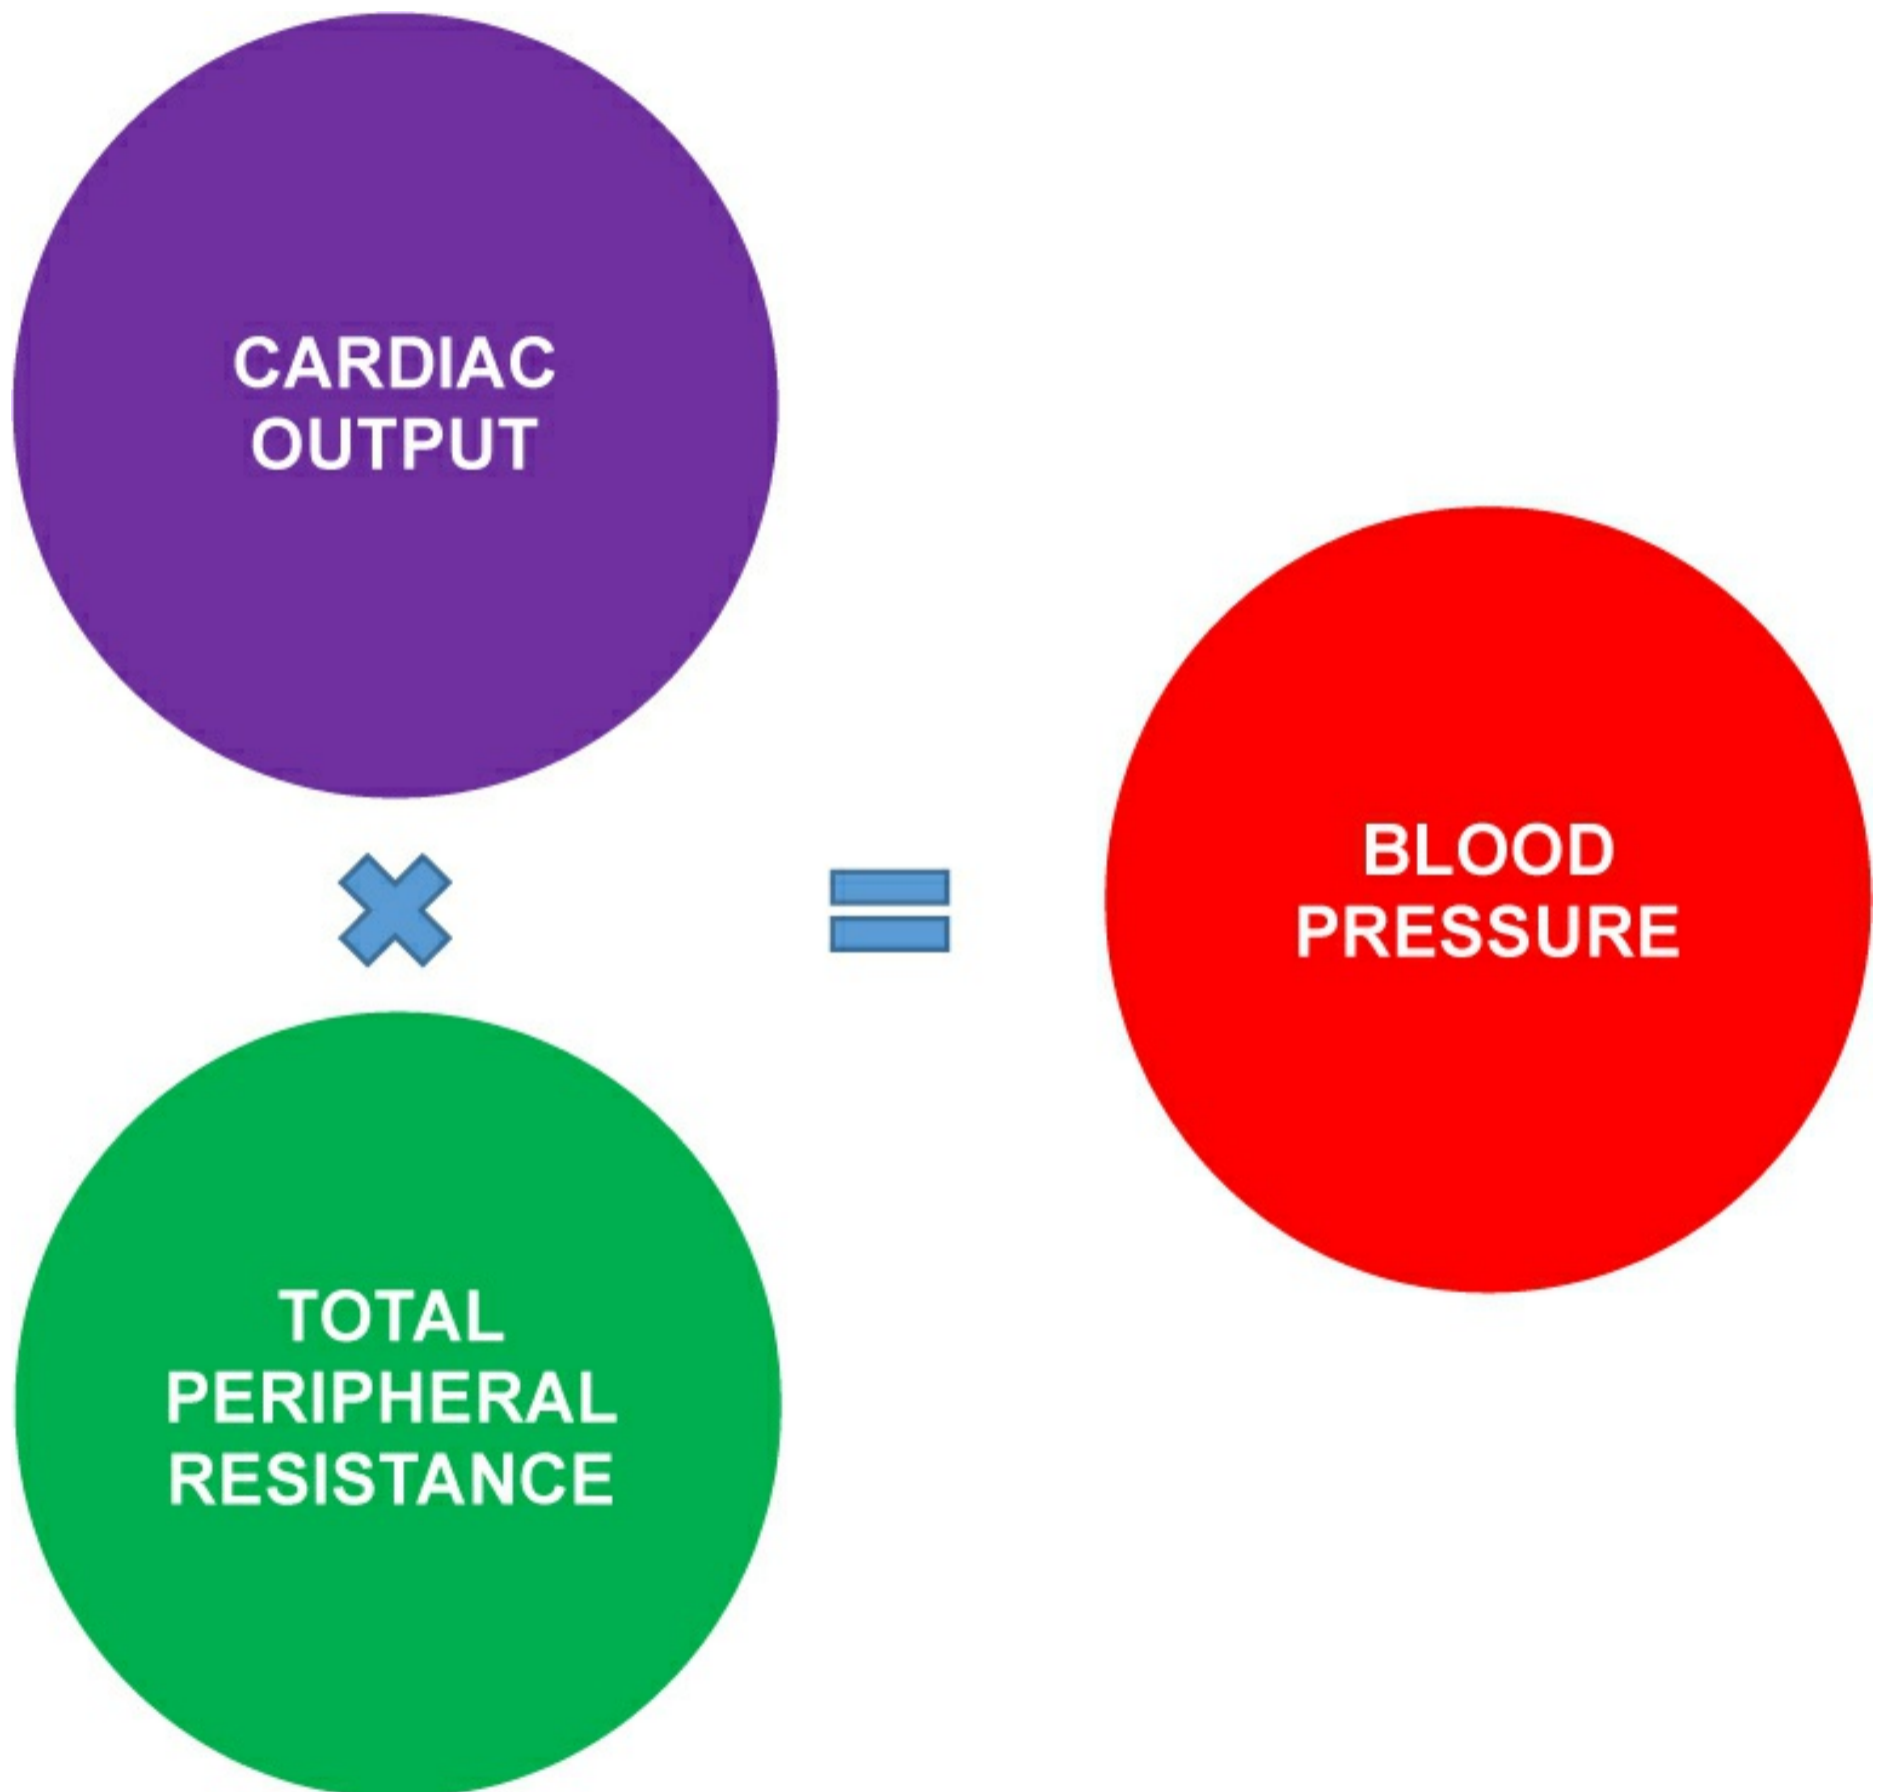 CARDIAC
OUTPUT
TOTAL
PERIPHERAL
RESISTANCE
BLOOD
PRESSURE